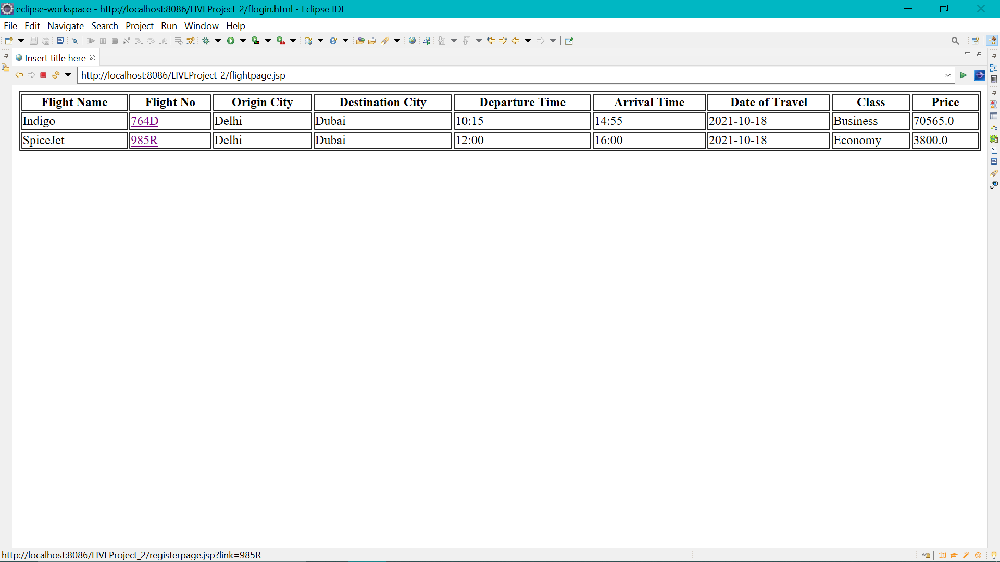 eclipse-workspace - http://localhost:8086/LIVEProject_2/flogin.html - Eclipse IDE
File Edit Navigate Search Project Run Window Help
Insert title here
http://localhost:8086/LIVEProject_2/flightpage.jsp
Flight Name Flight No Origin City Destination City Departure Time Arrival Time Date of Travel Class Price
Indigo 764D Delhi Dubai 10:15 14:55 2021-10-18 Business 70565.0
SpiceJet 985R Delhi Dubai 12:00 16:00 2021-10-18 Economy 3800.0
http://localhost:8086/LIVEProject_2/registerpage.jsp?link=985R